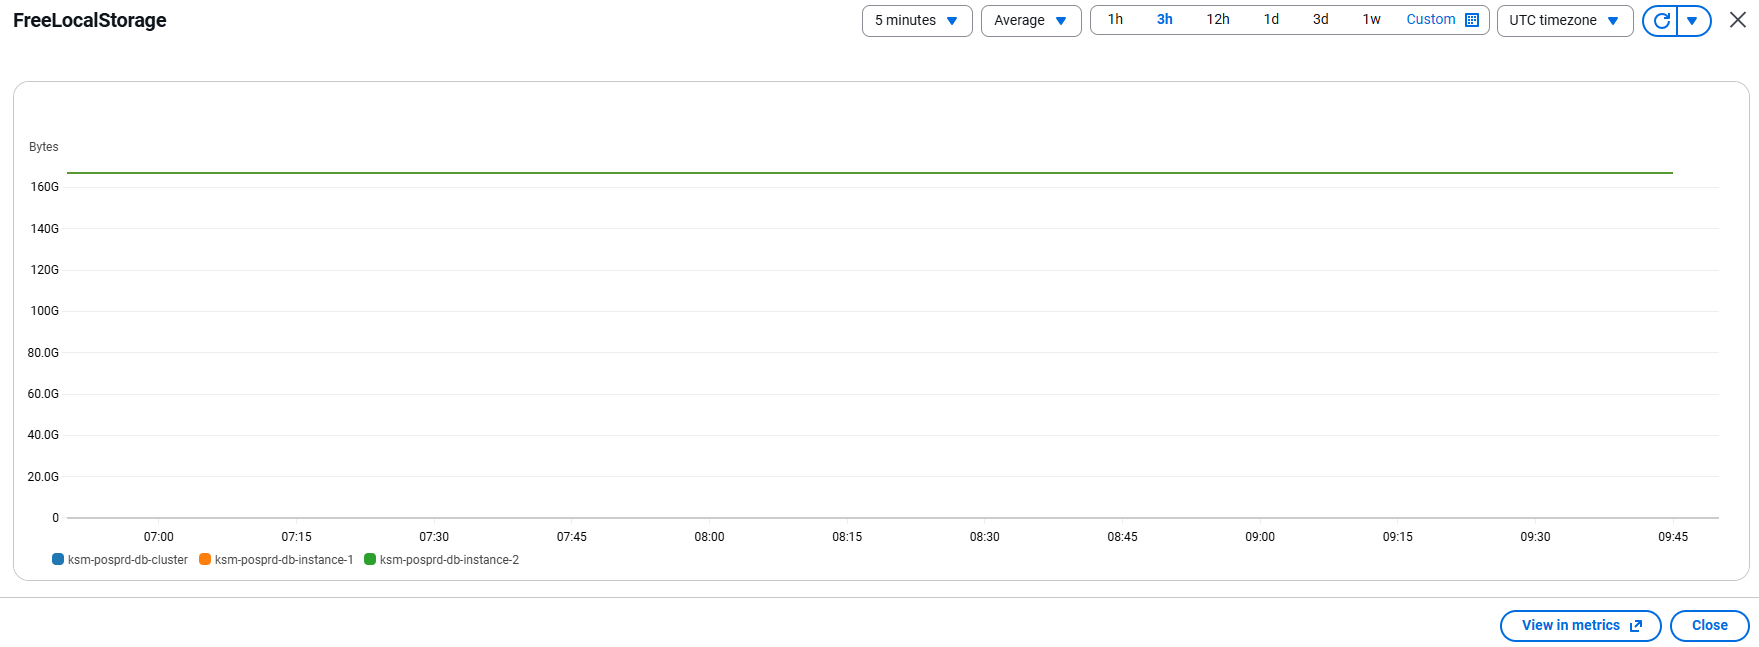 FreeLocalStorage
5 minutes Average 1h 3h 12h 1d 3d 1w Custom UTC timezone
Bytes
160G
140G
120G
100G
80.0G
60.0G
40.0G
20.0G
0
07:00 07:15 07:30 07:45 08:00 08:15 08:30 08:45 09:00 09:15 09:30 09:45
ksm-posprd-db-cluster ksm-posprd-db-instance-1 ksm-posprd-db-instance-2
View in metrics Close